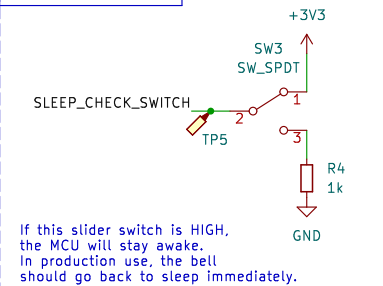 +3V3
SW3
SW_SPDT
SLEEP_CHECK_SWITCH
1
2
TP5
3
R4
1k
GND
If this slider switch is HIGH,
the MCU will stay awake.
In production use, the bell
should go back to sleep immediately.